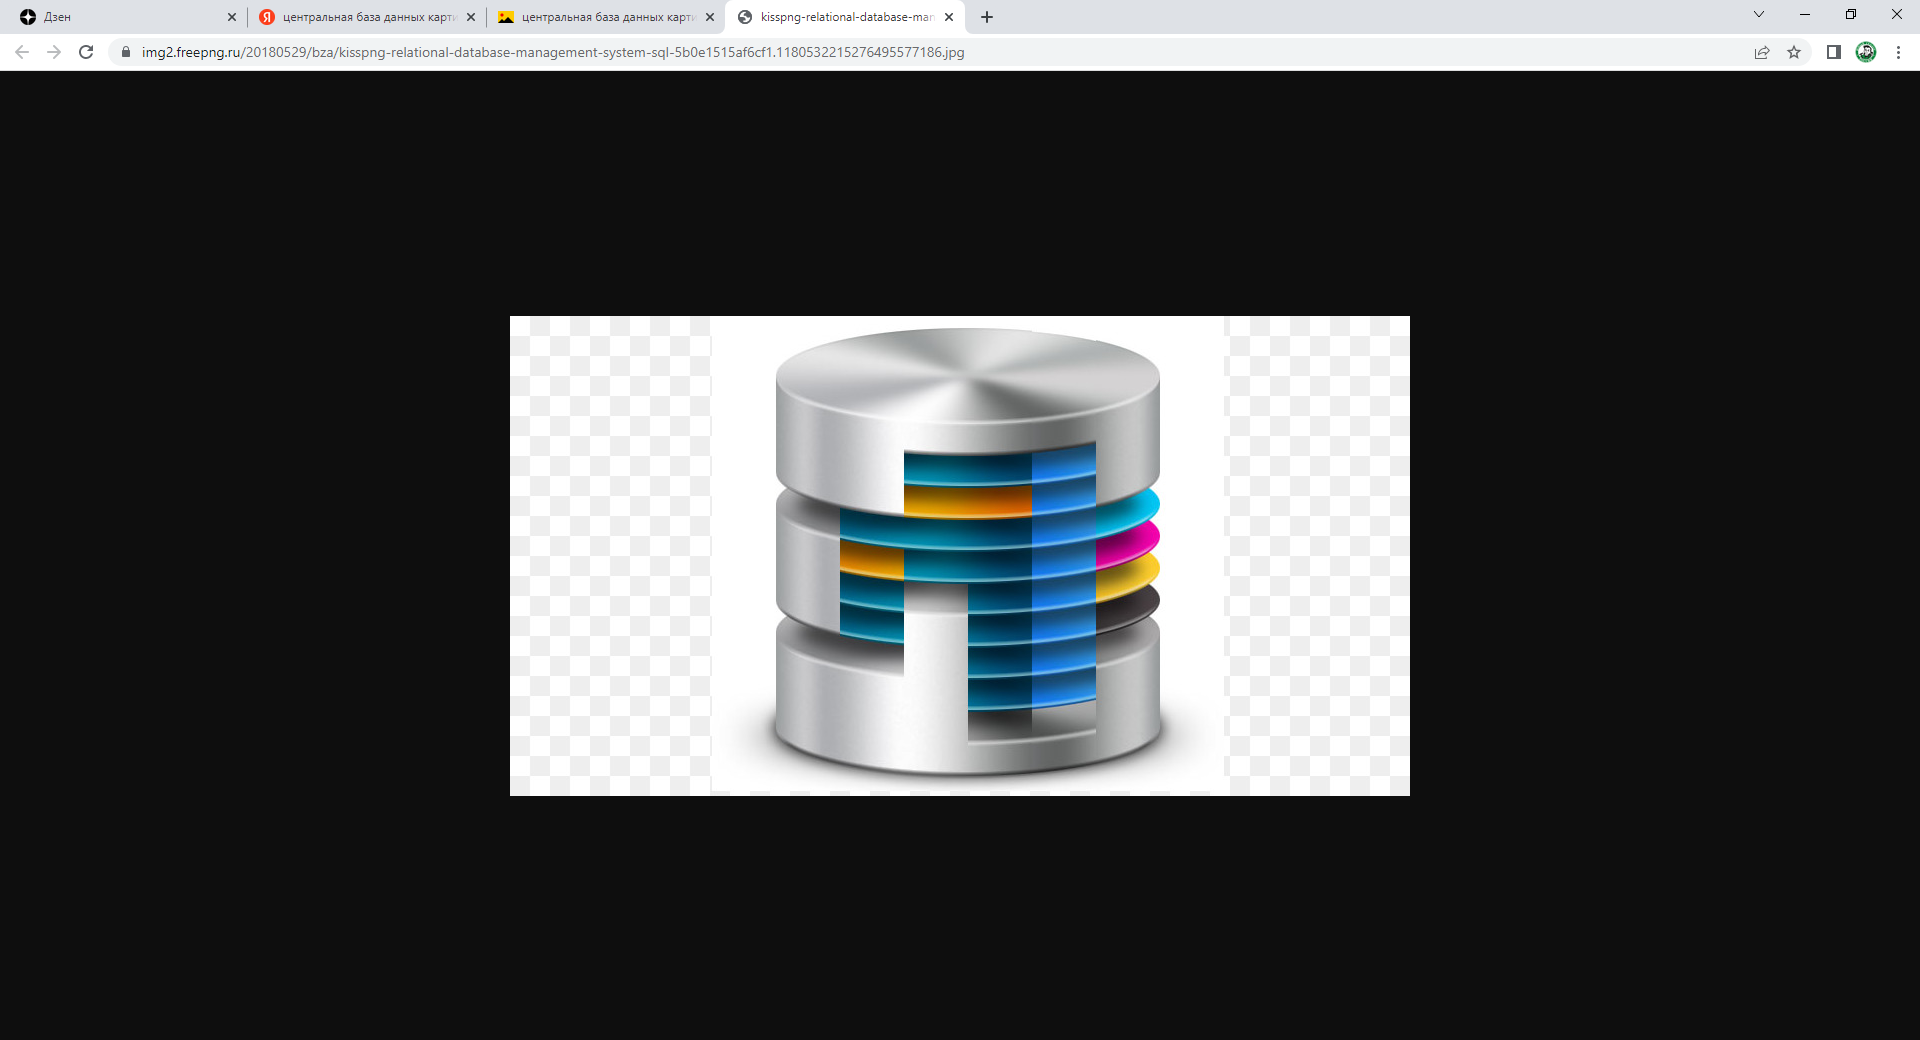 Дзен
Я центральная база данных карти
центральная база данных карти
kisspng-relational-database-man
img2.freepng.ru/20180529/bza/kisspng-relational-database-management-system-sql-5b0e1515af6cf1.1180532215276495577186.jpg